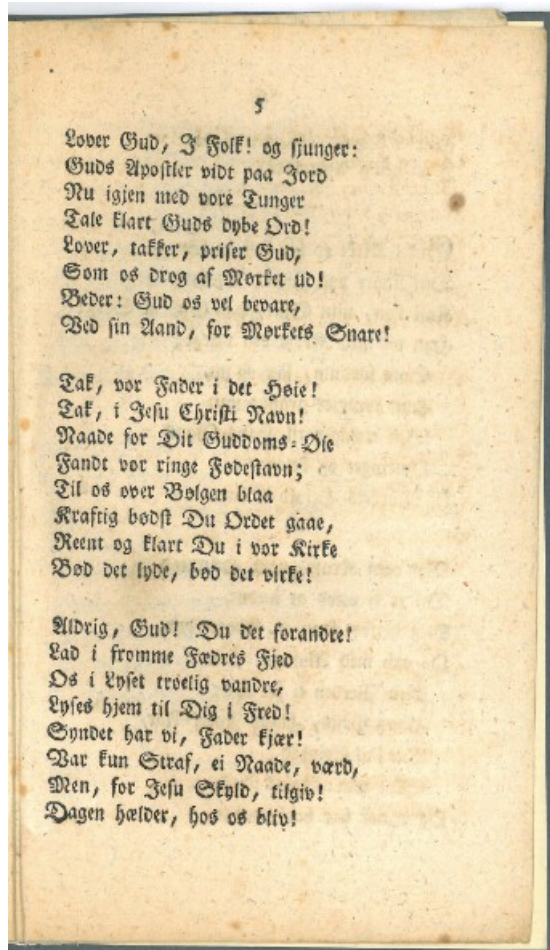 5
Lover Gud, I Folk! og sjunger:
Guds Apostler vidt paa Jord
Nu igjen med vore Tunger
Tale klart Guds dybe Ord!
Lover, takker, priser Gud,
Som os drog af Mørket ud!
Beder: Gud os vel bevare,
Ved sin Aand, for Mørkets Snare!
Tak, vor Fader i det Høie!
Tak, i Jesu Christi Navn!
Naade for Dit Guddoms-Øie
Fandt vor ringe Fødestavn;
Til os over Bølgen blaa
Kraftig bødst Du Ordet gaae,
Reent og klart Du i vor Kirke
Bød det lyde, bød det virke!
Aldrig, Gud! Du det forandre!
Lad i fromme Fædres Fjed
Os i Lyset troelig vandre,
Lyses hjem til Dig i Fred!
Syndet har vi, Fader kjær!
Var kun Straf, ei Naade, værd,
Men, for Jesu Skyld, tilgiv!
Dagen hælder, hos os bliv!